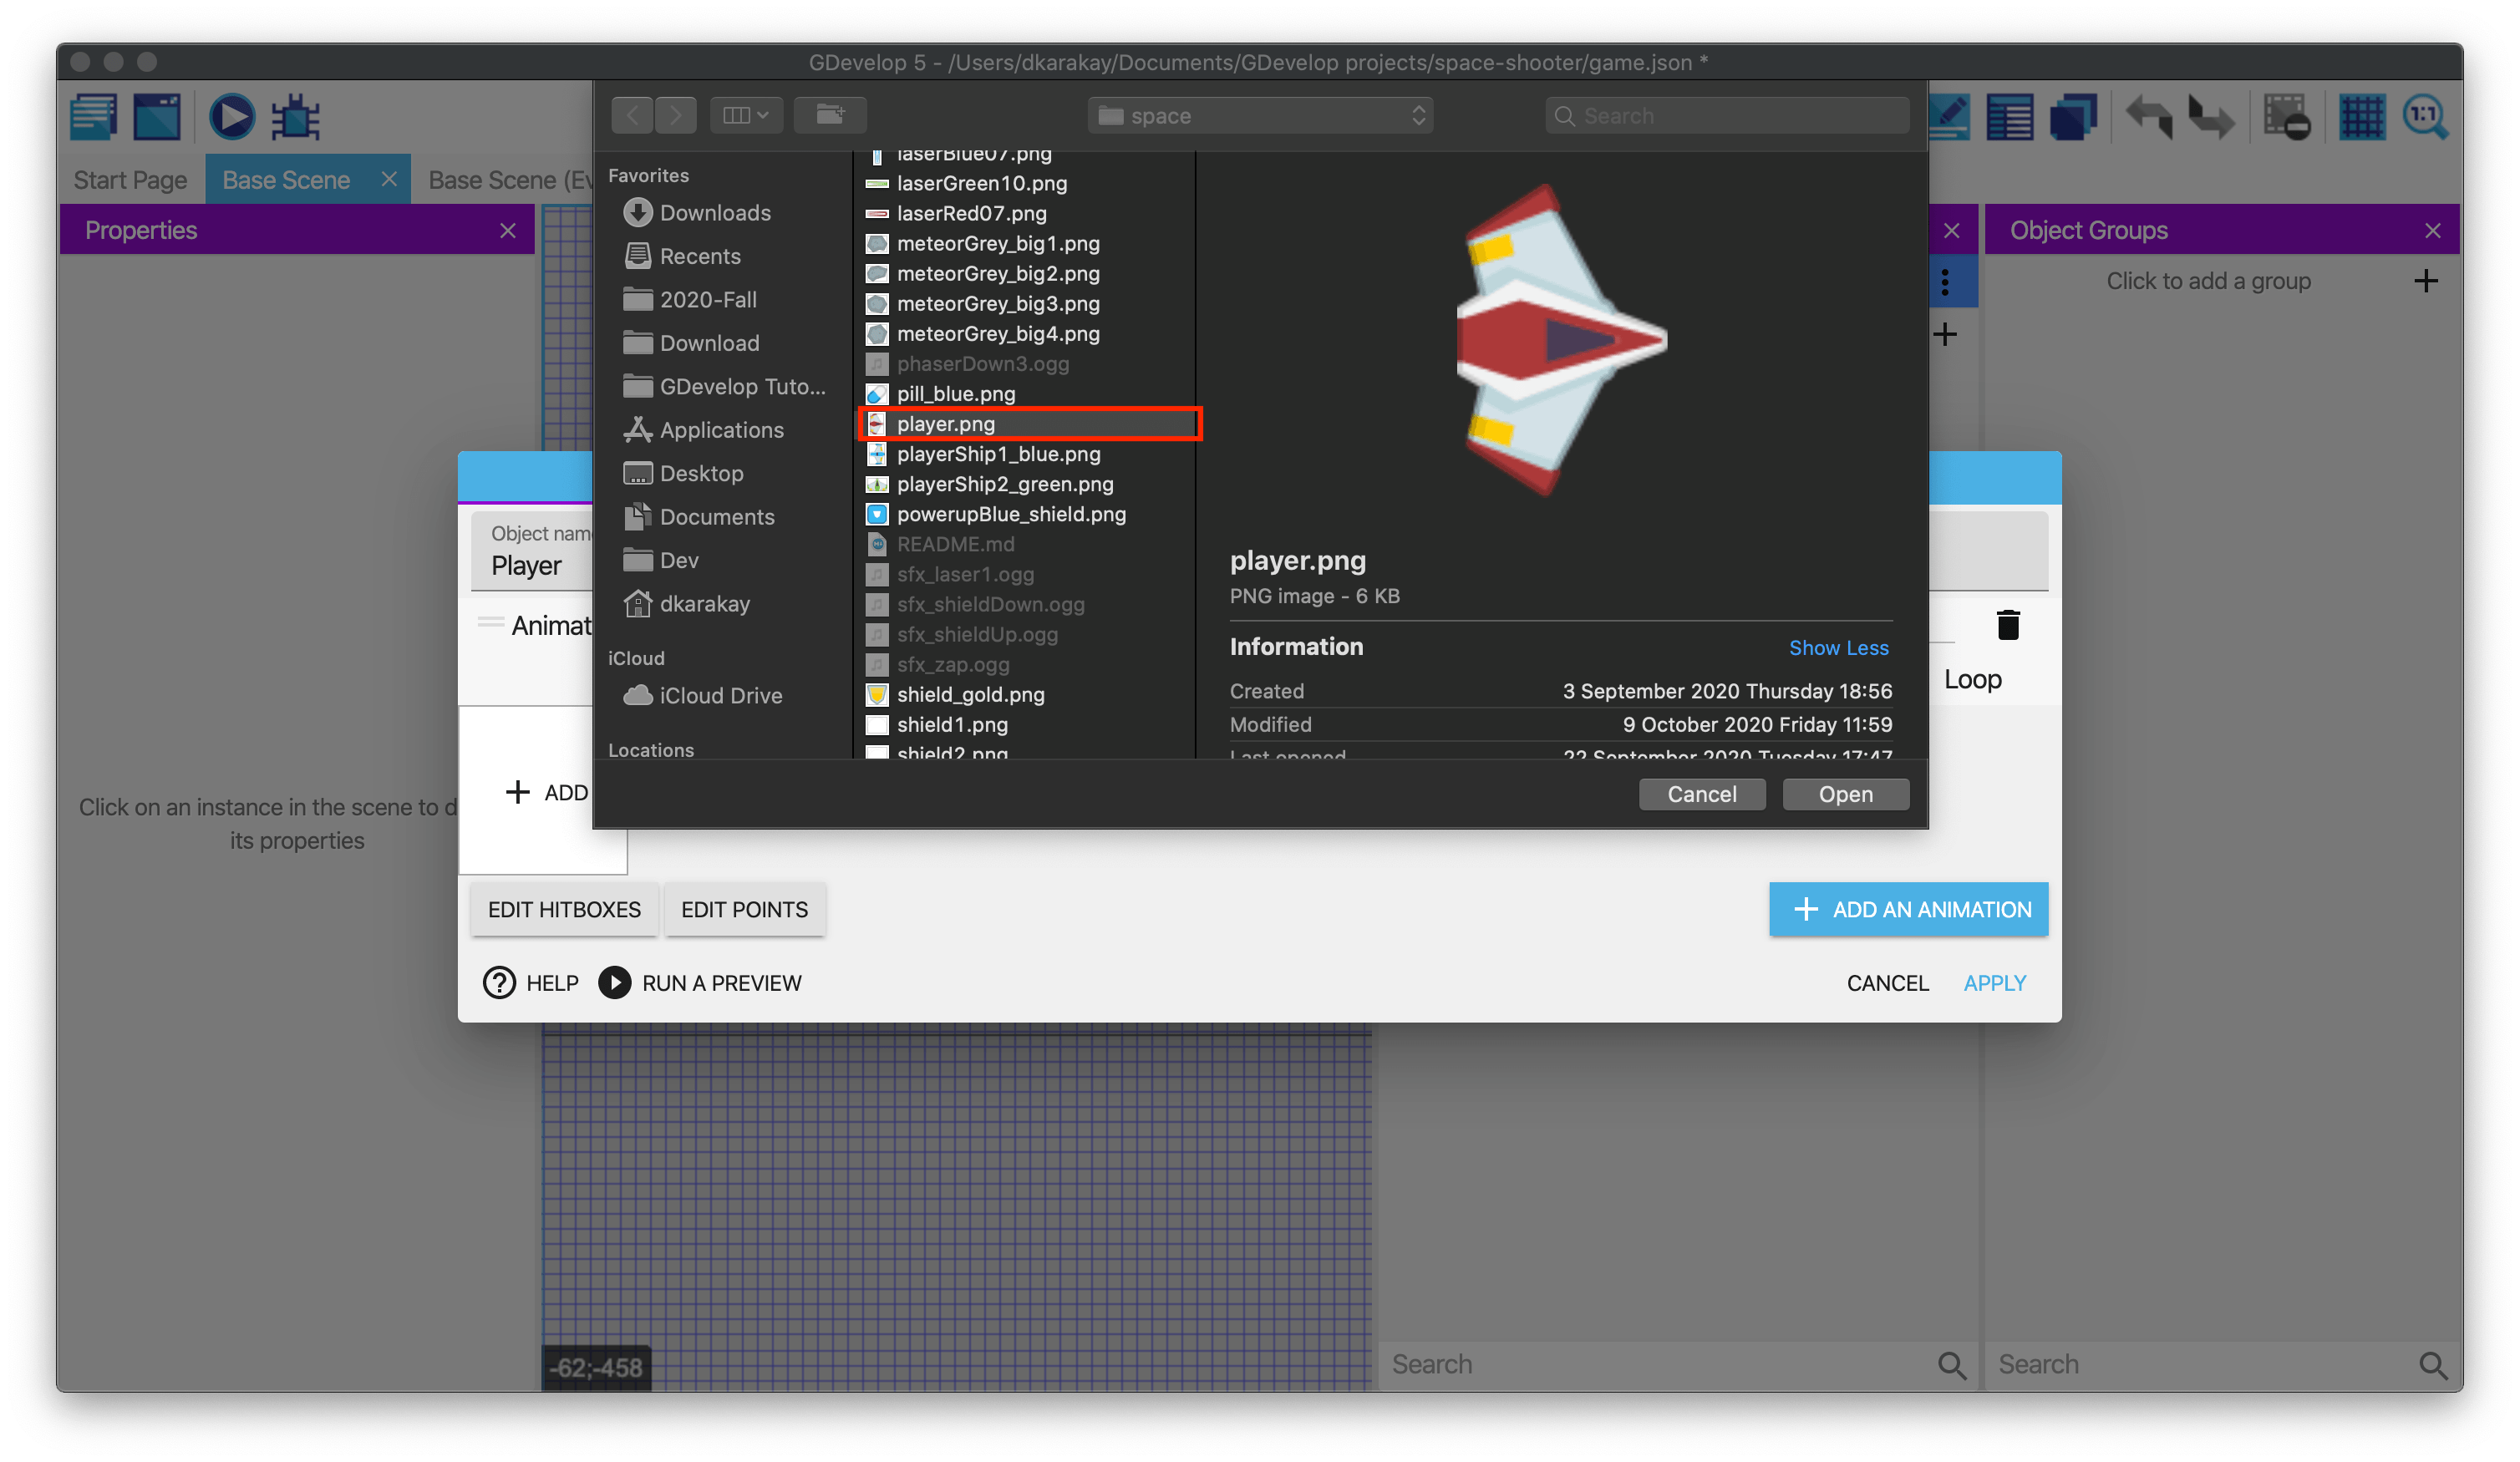 GDevelop 5 - /Users/dkarakay/Documents/GDevelop projects/space-shooter/game.json *
space
Search
1:1
Start Page
Base Scene
Base Scene (Ev
Properties
Object Groups
Click to add a group
Click on an instance in the scene to d
its properties
Favorites
Downloads
Recents
2020-Fall
Download
GDevelop Tuto...
Applications
Desktop
Documents
Dev
dkarakay
iCloud
iCloud Drive
Locations
laserBlue07.png
laserGreen10.png
laserRed07.png
meteorGrey_big1.png
meteorGrey_big2.png
meteorGrey_big3.png
meteorGrey_big4.png
phaserDown3.ogg
pill_blue.png
player.png
playerShip1_blue.png
playerShip2_green.png
powerupBlue_shield.png
README.md
sfx_laser1.ogg
sfx_shieldDown.ogg
sfx_shieldUp.ogg
sfx_zap.ogg
shield_gold.png
shield1.png
shield2.png
player.png
PNG image - 6 KB
Information
Show Less
Created 3 September 2020 Thursday 18:56
Modified 9 October 2020 Friday 11:59
Last opened 22 September 2020 Tuesday 17:47
Cancel
Open
Object name
Player
Animat
Loop
ADD
EDIT HITBOXES
EDIT POINTS
ADD AN ANIMATION
HELP
RUN A PREVIEW
CANCEL
APPLY
-62;-458
Search
Search